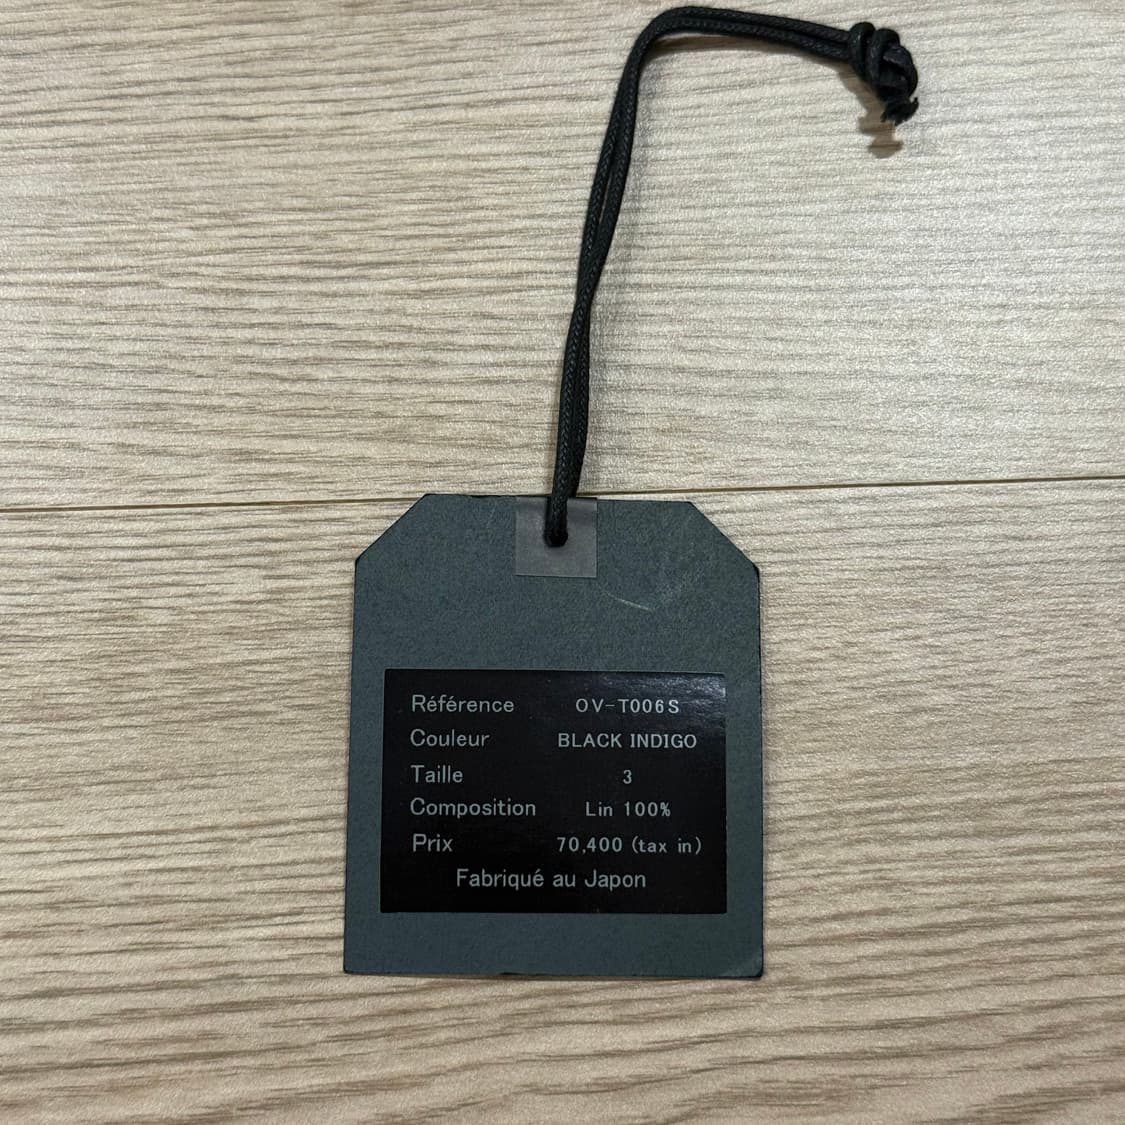 Référence OV-T006S
Couleur BLACK INDIGO
Taille 3
Composition Lin 100%
Prix 70,400 (tax in)
Fabriqué au Japon